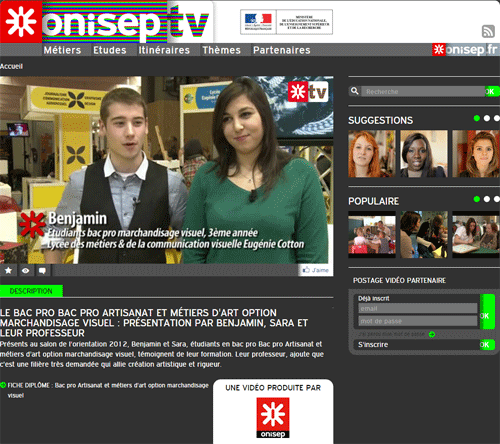 onisep tv
MINISTÈRE
DE L'ÉDUCATION NATIONALE,
DE L'ENSEIGNEMENT SUPÉRIEUR
ET DE LA RECHERCHE
Métiers Etudes Itinéraires Thèmes Partenaires
onisep.fr
Accueil
tv
Recherche OK
SUGGESTIONS
Benjamin
Etudiants bac pro marchandisage visuel, 3ème année
Lycée des métiers & de la communication visuelle Eugénie Cotton
J'aime
POPULAIRE
DESCRIPTION
LE BAC PRO BAC PRO ARTISANAT ET MÉTIERS D'ART OPTION
MARCHANDISAGE VISUEL : PRÉSENTATION PAR BENJAMIN, SARA ET
LEUR PROFESSEUR
Présents au salon de l'orientation 2012, Benjamin et Sara, étudiants en bac pro Bac pro Artisanat et
métiers d'art option marchandisage visuel, témoignent de leur formation. Leur professeur, ajoute que
c'est une filière très demandée qui allie création artistique et rigueur.
FICHE DIPLÔME : Bac pro Artisanat et métiers d'art option marchandisage
visuel
UNE VIDÉO PRODUITE PAR
onisep
POSTAGE VIDÉO PARTENAIRE
Déjà inscrit
email
mot de passe
OK
S'inscrire OK